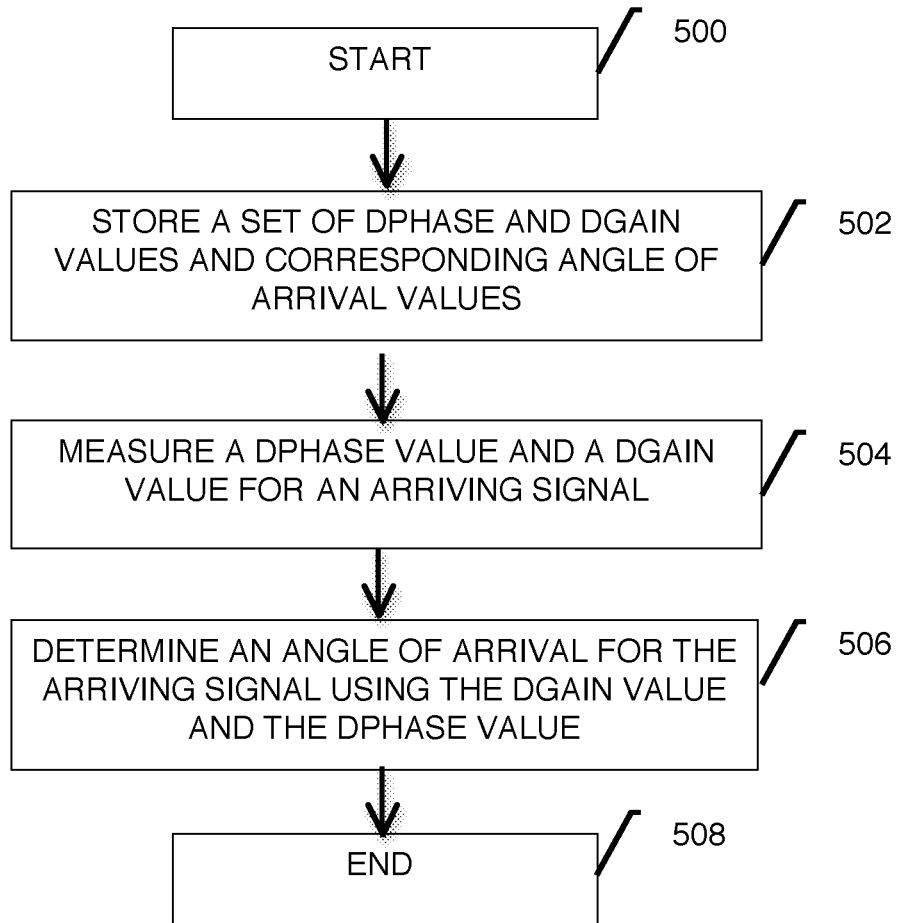 START
500
STORE A SET OF DPHASE AND DGAIN
VALUES AND CORRESPONDING ANGLE OF
ARRIVAL VALUES
502
MEASURE A DPHASE VALUE AND A DGAIN
VALUE FOR AN ARRIVING SIGNAL
504
DETERMINE AN ANGLE OF ARRIVAL FOR THE
ARRIVING SIGNAL USING THE DGAIN VALUE
AND THE DPHASE VALUE
506
END
508